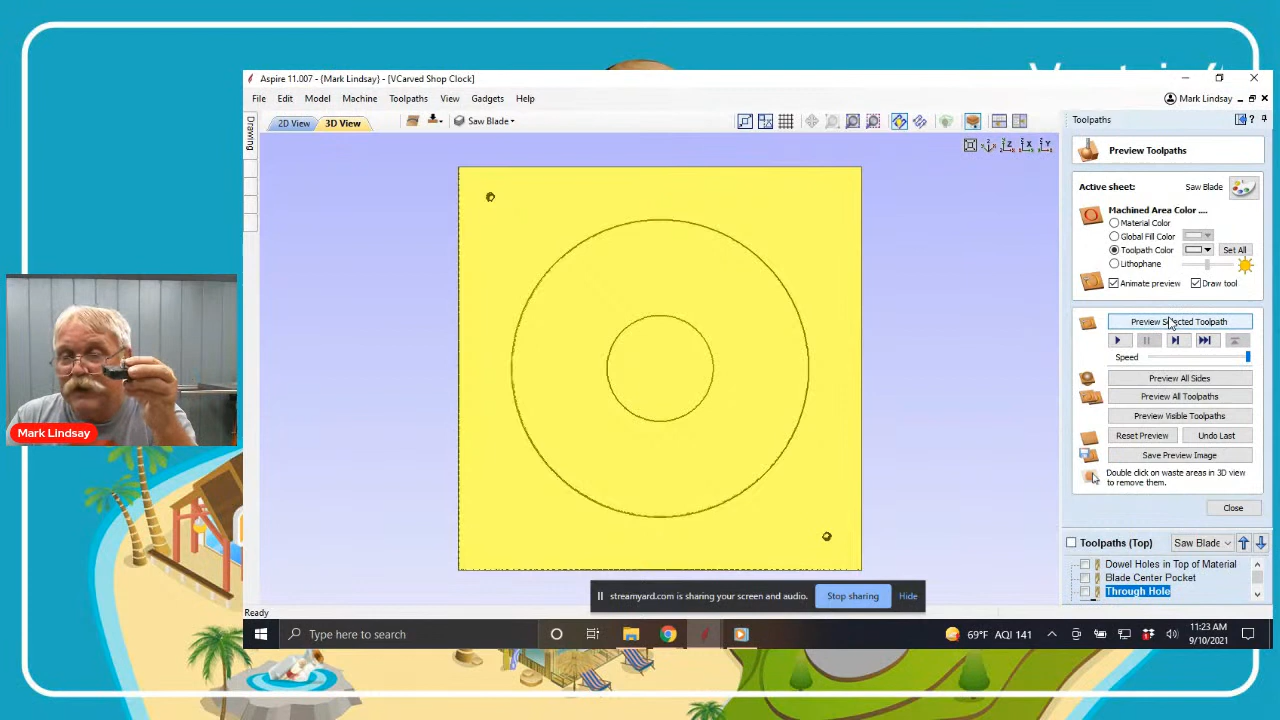 Aspire 11.007 - {Mark Lindsay} - [VCarved Shop Clock]
File Edit Model Machine Toolpaths View Gadgets Help
Mark Lindsay
2D View 3D View Saw Blade
Drawing
Toolpaths
Preview Toolpaths
Active sheet: Saw Blade
Machined Area Color ....
Material Color
Global Fill Color
Toolpath Color Set All
Lithophane
Animate preview Draw tool
Preview Selected Toolpath
Speed
Preview All Sides
Preview All Toolpaths
Preview Visible Toolpaths
Reset Preview Undo Last
Save Preview Image
Double click on waste areas in 3D view
to remove them.
Close
Toolpaths (Top) Saw Blade
Dowel Holes in Top of Material
Blade Center Pocket
Through Hole
Mark Lindsay
streamyard.com is sharing your screen and audio. Stop sharing Hide
Ready
Type here to search
69°F AQI 141
11:23 AM
9/10/2021